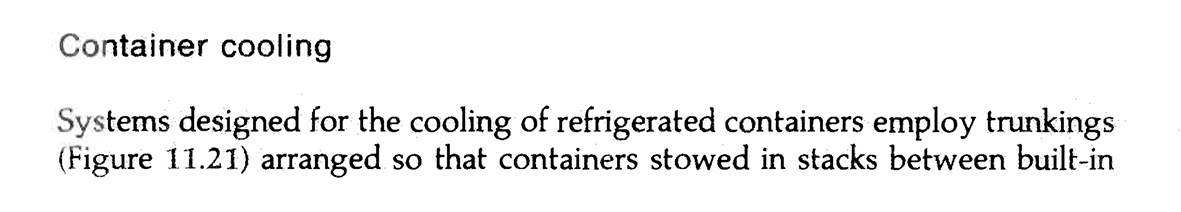 Container cooling
Systems designed for the cooling of refrigerated containers employ trunkings
(Figure 11.21) arranged so that containers stowed in stacks between built-in